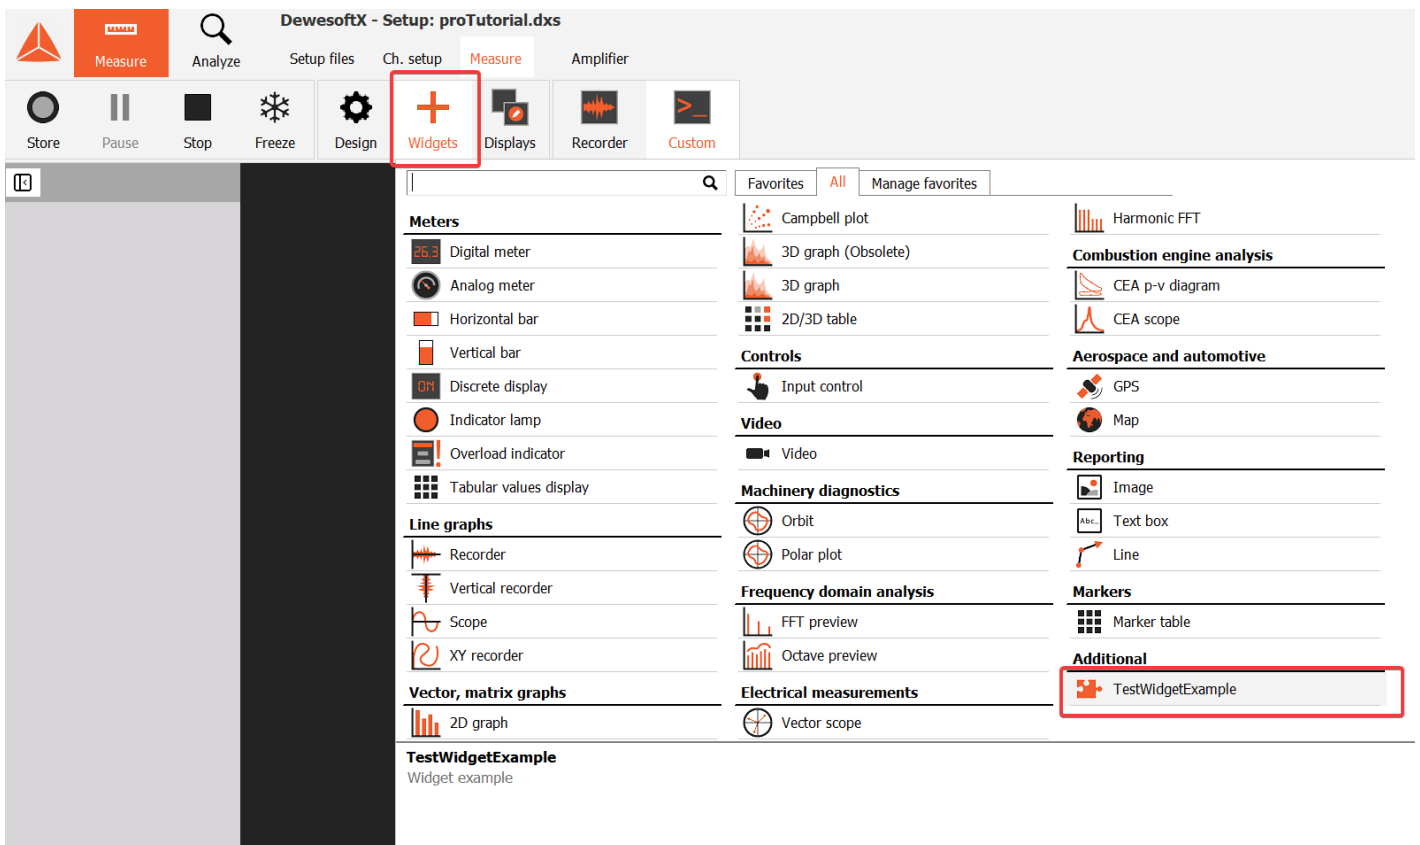 DewesoftX - Setup: proTutorial.dxs
Measure
Analyze
Setup files
Ch. setup
Measure
Amplifier
Store
Pause
Stop
Freeze
Design
Widgets
Displays
Recorder
Custom
Favorites
All
Manage favorites
Meters
26.3
Digital meter
Analog meter
Horizontal bar
Vertical bar
ON
Discrete display
Indicator lamp
Overload indicator
Tabular values display
Line graphs
Recorder
Vertical recorder
Scope
XY recorder
Vector, matrix graphs
2D graph
Campbell plot
3D graph (Obsolete)
3D graph
2D/3D table
Controls
Input control
Video
Video
Machinery diagnostics
Orbit
Polar plot
Frequency domain analysis
FFT preview
Octave preview
Electrical measurements
Vector scope
Harmonic FFT
Combustion engine analysis
CEA p-v diagram
CEA scope
Aerospace and automotive
GPS
Map
Reporting
Image
Abc...
Text box
Line
Markers
Marker table
Additional
TestWidgetExample
TestWidgetExample
Widget example